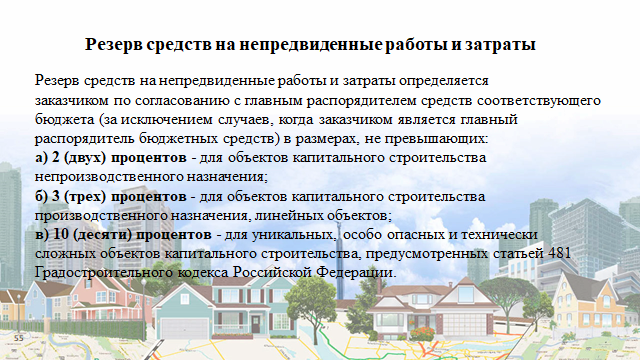 Резерв средств на непредвиденные работы и затраты
Резерв средств на непредвиденные работы и затраты определяется
заказчиком по согласованию с главным распорядителем средств соответствующего
бюджета (за исключением случаев, когда заказчиком является главный
распорядитель бюджетных средств) в размерах, не превышающих:
а) 2 (двух) процентов - для объектов капитального строительства
непроизводственного назначения;
б) 3 (трех) процентов - для объектов капитального строительства
производственного назначения, линейных объектов;
в) 10 (десяти) процентов - для уникальных, особо опасных и технически
сложных объектов капитального строительства, предусмотренных статьей 481
Градостроительного кодекса Российской Федерации.
55